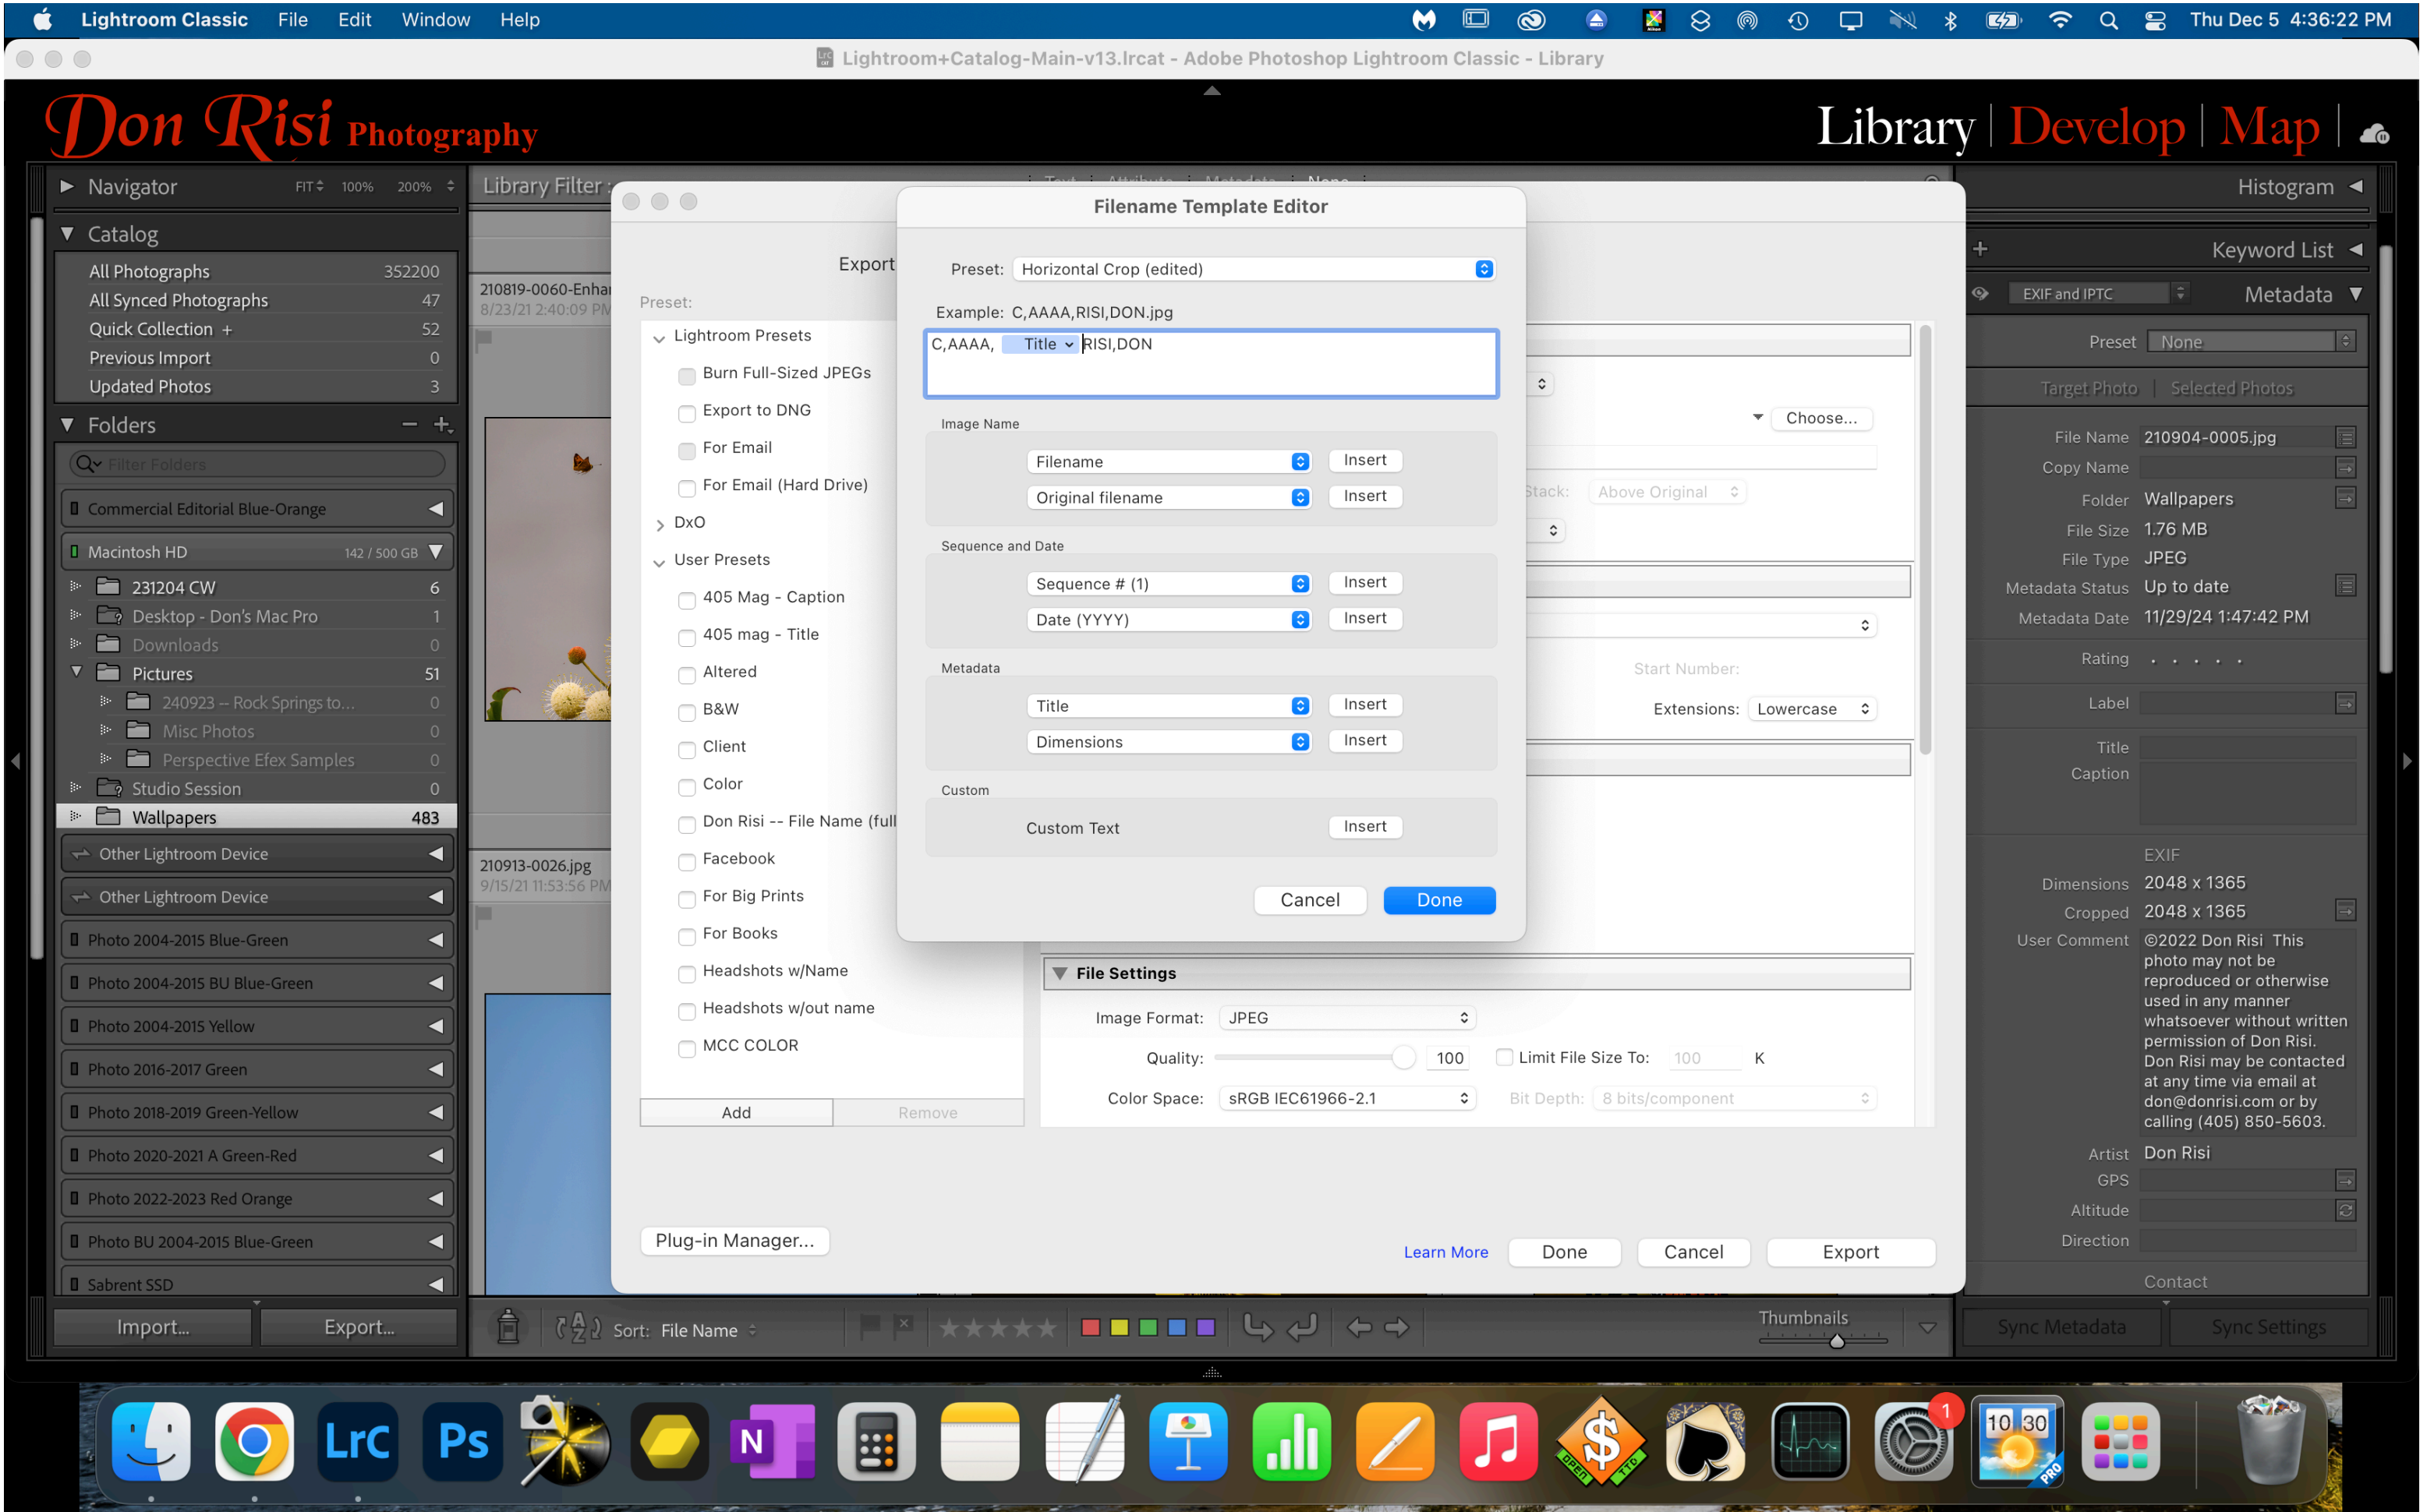 Lightroom Classic File Edit Window Help Thu Dec 5 4:36:22 PM
Lightroom+Catalog-Main-v13.lrcat - Adobe Photoshop Lightroom Classic - Library
Don Risi Photography
Library | Develop | Map |
Navigator FIT 100% 200%
Catalog
All Photographs 352200
All Synced Photographs 47
Quick Collection + 52
Previous Import 0
Updated Photos 3
Folders
Filter Folders
Commercial Editorial Blue-Orange
Macintosh HD 142 / 500 GB
231204 CW 6
Desktop - Don's Mac Pro 1
Downloads 0
Pictures 51
240923 -- Rock Springs to... 0
Misc Photos 0
Perspective Efex Samples 0
Studio Session 0
Wallpapers 483
Other Lightroom Device
Other Lightroom Device
Photo 2004-2015 Blue-Green
Photo 2004-2015 BU Blue-Green
Photo 2004-2015 Yellow
Photo 2016-2017 Green
Photo 2018-2019 Green-Yellow
Photo 2020-2021 A Green-Red
Photo 2022-2023 Red Orange
Photo BU 2004-2015 Blue-Green
Sabrent SSD
Import... Export...
Library Filter : Text Attribute Metadata None
210819-0060-Enha
8/23/21 2:40:09 PM
210913-0026.jpg
9/15/21 11:53:56 PM
Export
Preset:
Lightroom Presets
Burn Full-Sized JPEGs
Export to DNG
For Email
For Email (Hard Drive)
DxO
User Presets
405 Mag - Caption
405 mag - Title
Altered
B&W
Client
Color
Don Risi -- File Name (full
Facebook
For Big Prints
For Books
Headshots w/Name
Headshots w/out name
MCC COLOR
Add Remove
Plug-in Manager...
Filename Template Editor
Preset: Horizontal Crop (edited)
Example: C,AAAA,RISI,DON.jpg
C,AAAA, Title RISI,DON
Image Name
Filename Insert
Original filename Insert
Sequence and Date
Sequence # (1) Insert
Date (YYYY) Insert
Metadata
Title Insert
Dimensions Insert
Custom
Custom Text Insert
Cancel Done
Choose...
Stack: Above Original
Start Number:
Extensions: Lowercase
File Settings
Image Format: JPEG
Quality: 100 Limit File Size To: 100 K
Color Space: sRGB IEC61966-2.1 Bit Depth: 8 bits/component
Learn More Done Cancel Export
Histogram
Keyword List
EXIF and IPTC Metadata
Preset None
Target Photo | Selected Photos
File Name 210904-0005.jpg
Copy Name
Folder Wallpapers
File Size 1.76 MB
File Type JPEG
Metadata Status Up to date
Metadata Date 11/29/24 1:47:42 PM
Rating
Label
Title
Caption
EXIF
Dimensions 2048 x 1365
Cropped 2048 x 1365
User Comment ©2022 Don Risi This
photo may not be
reproduced or otherwise
used in any manner
whatsoever without written
permission of Don Risi.
Don Risi may be contacted
at any time via email at
don@donrisi.com or by
calling (405) 850-5603.
Artist Don Risi
GPS
Altitude
Direction
Contact
Sync Metadata Sync Settings
Sort: File Name
Thumbnails
LrC Ps N 1 10 30
OPEN TTD
PRO